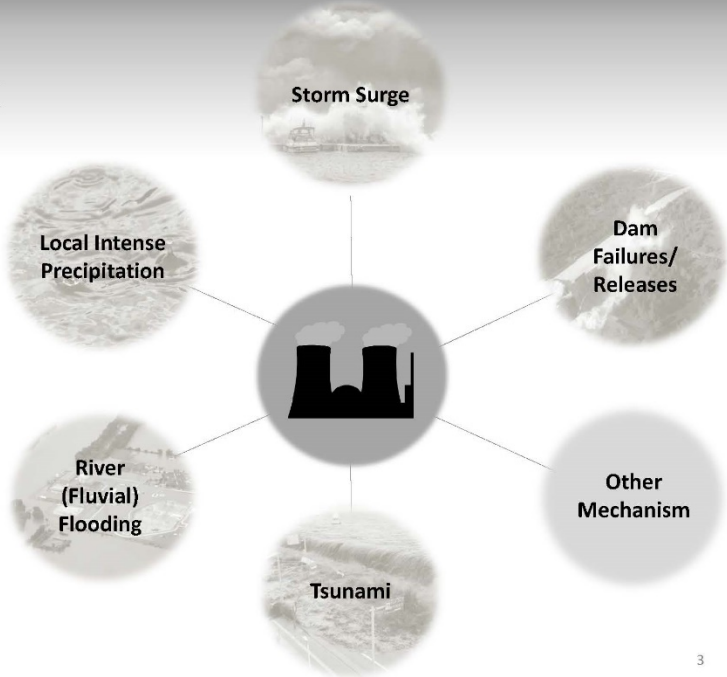 Storm Surge
Local Intense
Precipitation
Dam
Failures/
Releases
River
(Fluvial)
Flooding
Other
Mechanism
Tsunami
3